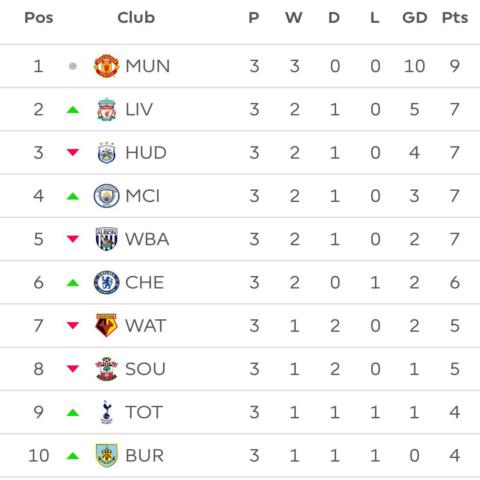 Pos Club P W D L GD Pts
1 MUN 3 3 0 0 10 9
2 LIV 3 2 1 0 5 7
3 HUD 3 2 1 0 4 7
4 MCI 3 2 1 0 3 7
5 WBA 3 2 1 0 2 7
6 CHE 3 2 0 1 2 6
7 WAT 3 1 2 0 2 5
8 SOU 3 1 2 0 1 5
9 TOT 3 1 1 1 1 4
10 BUR 3 1 1 1 0 4